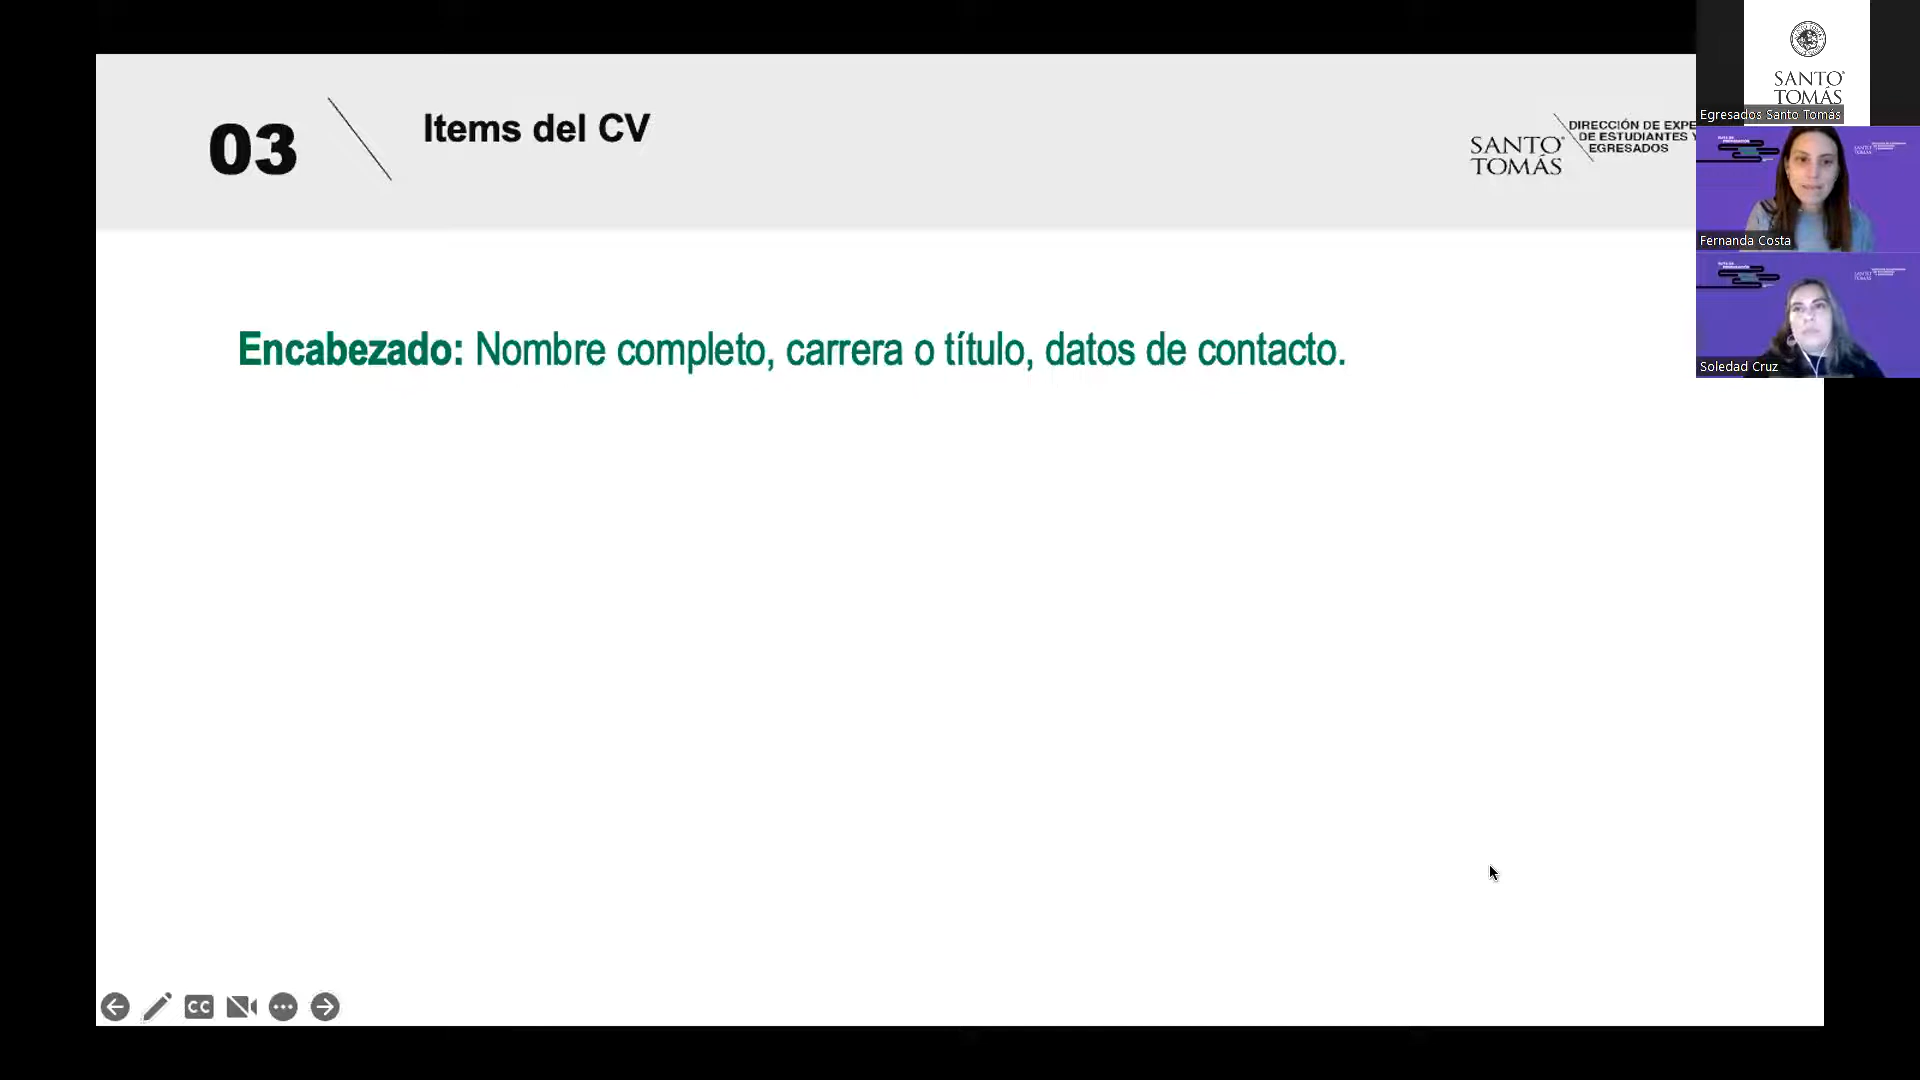 03
Items del CV
SANTO
TOMÁS
DIRECCIÓN DE EXPE
DE ESTUDIANTES Y
EGRESADOS
Encabezado: Nombre completo, carrera o título, datos de contacto.
CC
SANTO
TOMÁS
Egresados Santo Tomás
Fernanda Costa
Soledad Cruz